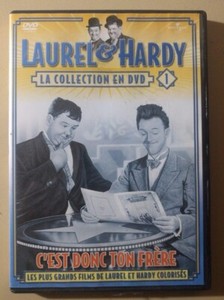 DVD
LAUREL & HARDY
LA COLLECTION EN DVD 1
C'EST DONC TON FRÈRE
LES PLUS GRANDS FILMS DE LAUREL ET HARDY COLORISÉS